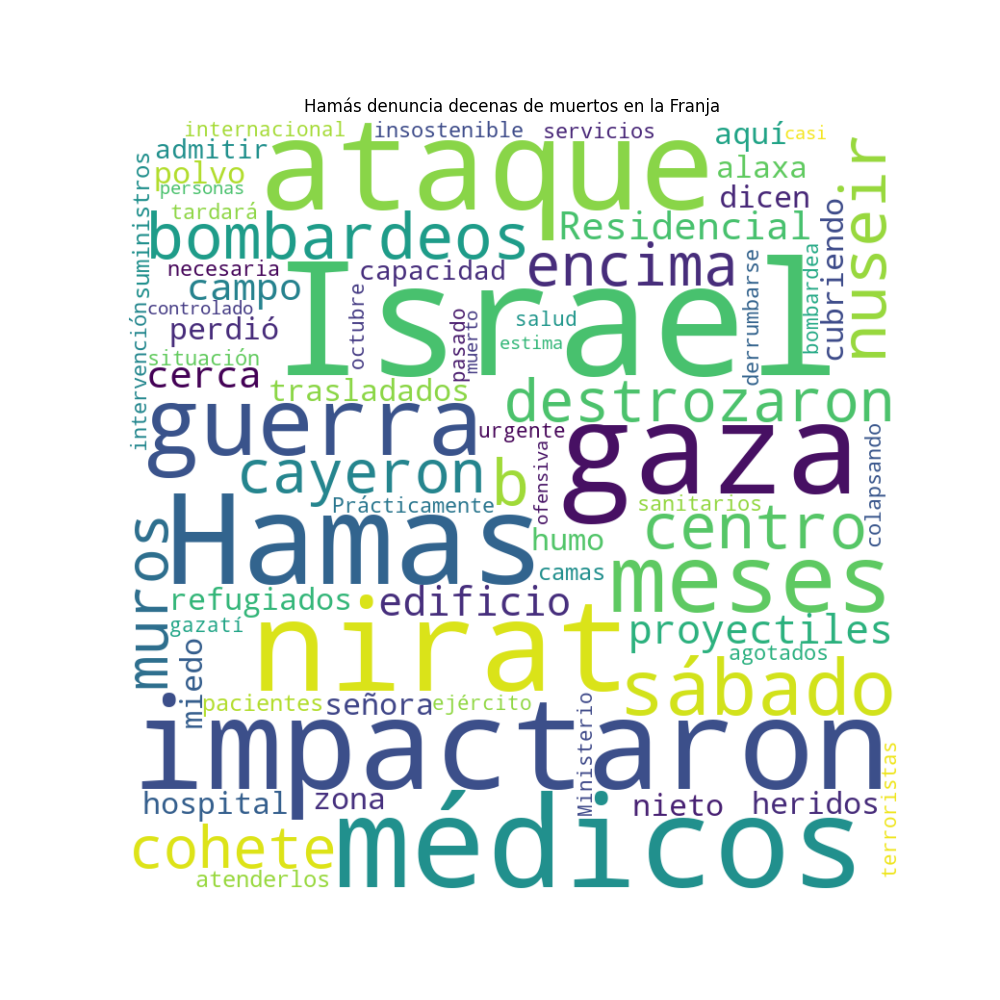 Hamás denuncia decenas de muertos en la Franja
internacional
insostenible
servicios
aquí
casi
admitir
ataque
polvo
alaxa
personas
dicen
tardará
suministros
nuseir
bombardeos
Residencial
encima
necesaria
capacidad
campo
Israel
cubriendo
bombardea
derrumbarse
controlado
octubre
perdió
salud
pasado
muerto
estima
situación
cerca
intervención
trasladados
destrozaron
guerra
urgente
gaza
cayeron
b
ofensiva
colapsando
Prácticamente
sanitarios
Hamas
centro
humo
muros
camas
meses
refugiados
edificio
gazatí
nirat
proyectiles
agotados
miedo
sábado
pacientes
señora
ejército
impactaron
Ministerio
hospital
zona
nieto
heridos
terroristas
cohete
médicos
atenderlos